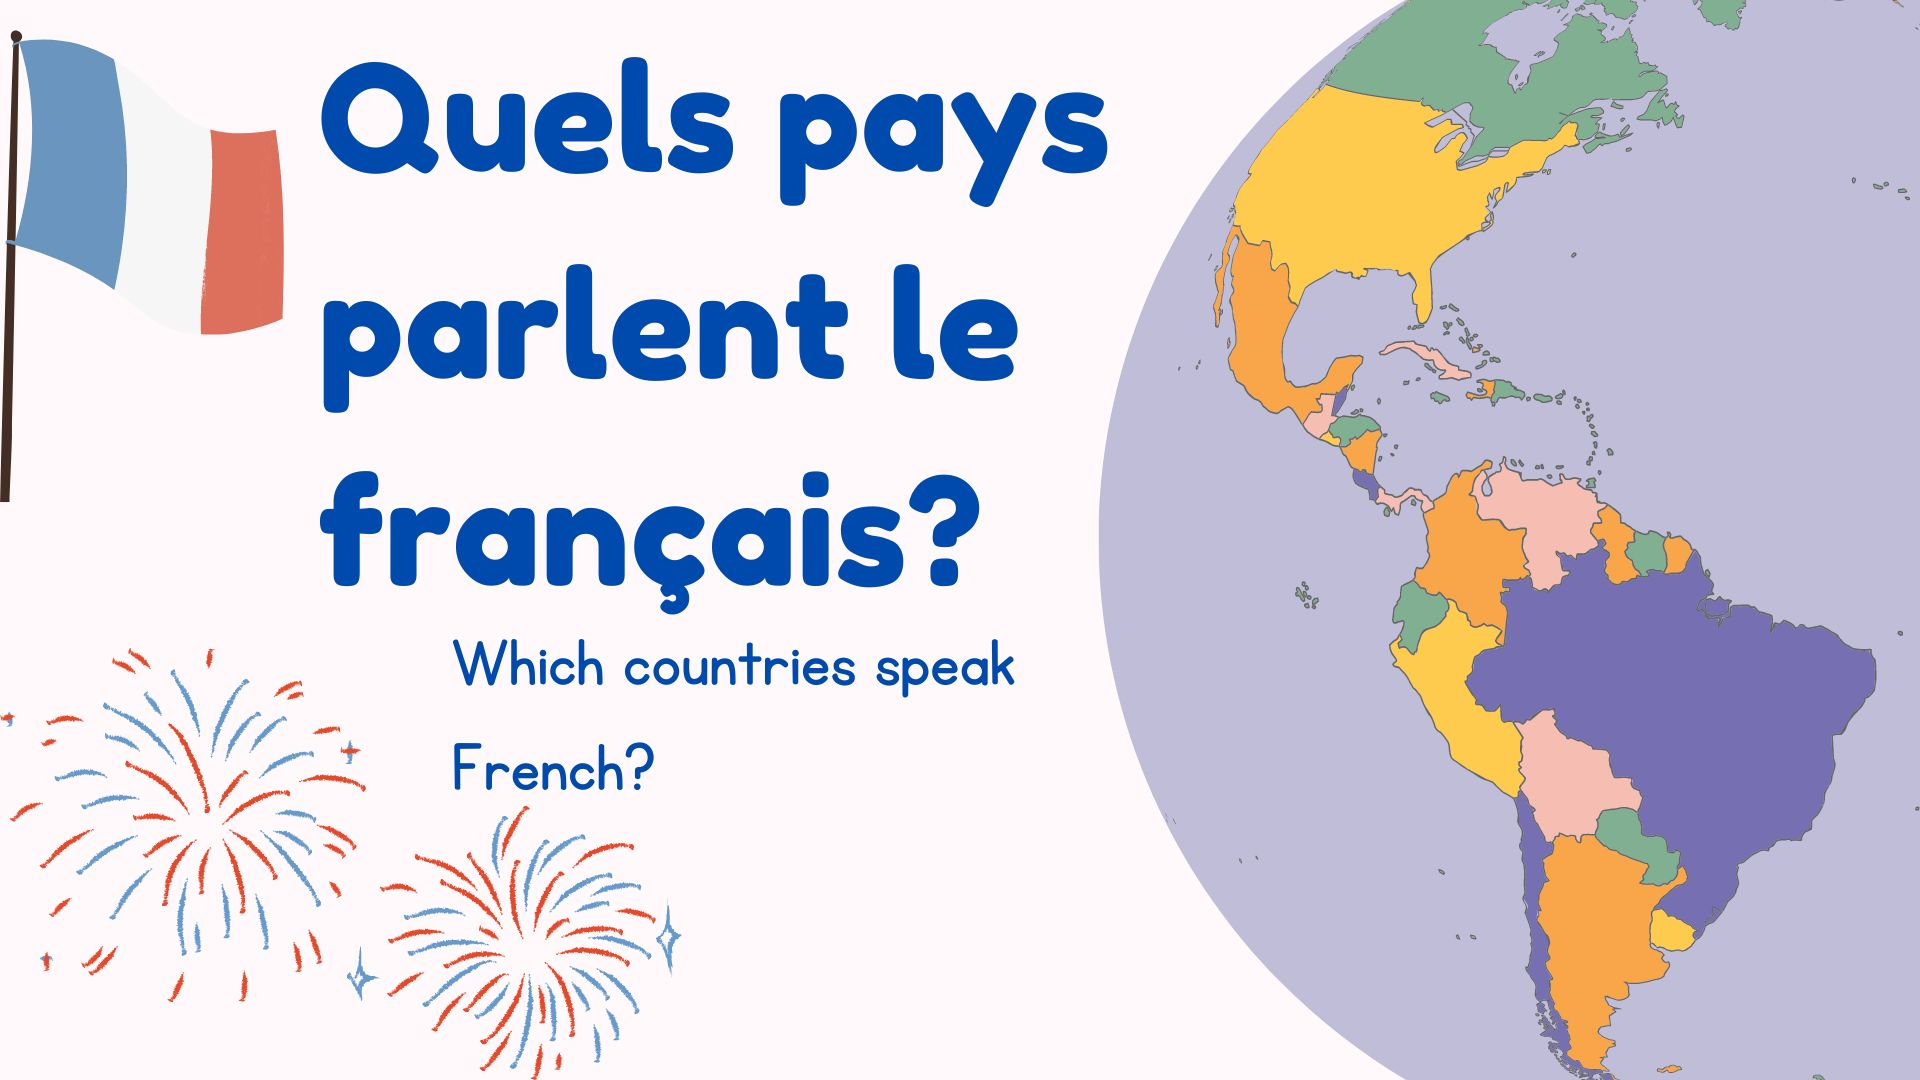 Quels pays
parlent le
français?
Which countries speak
French?